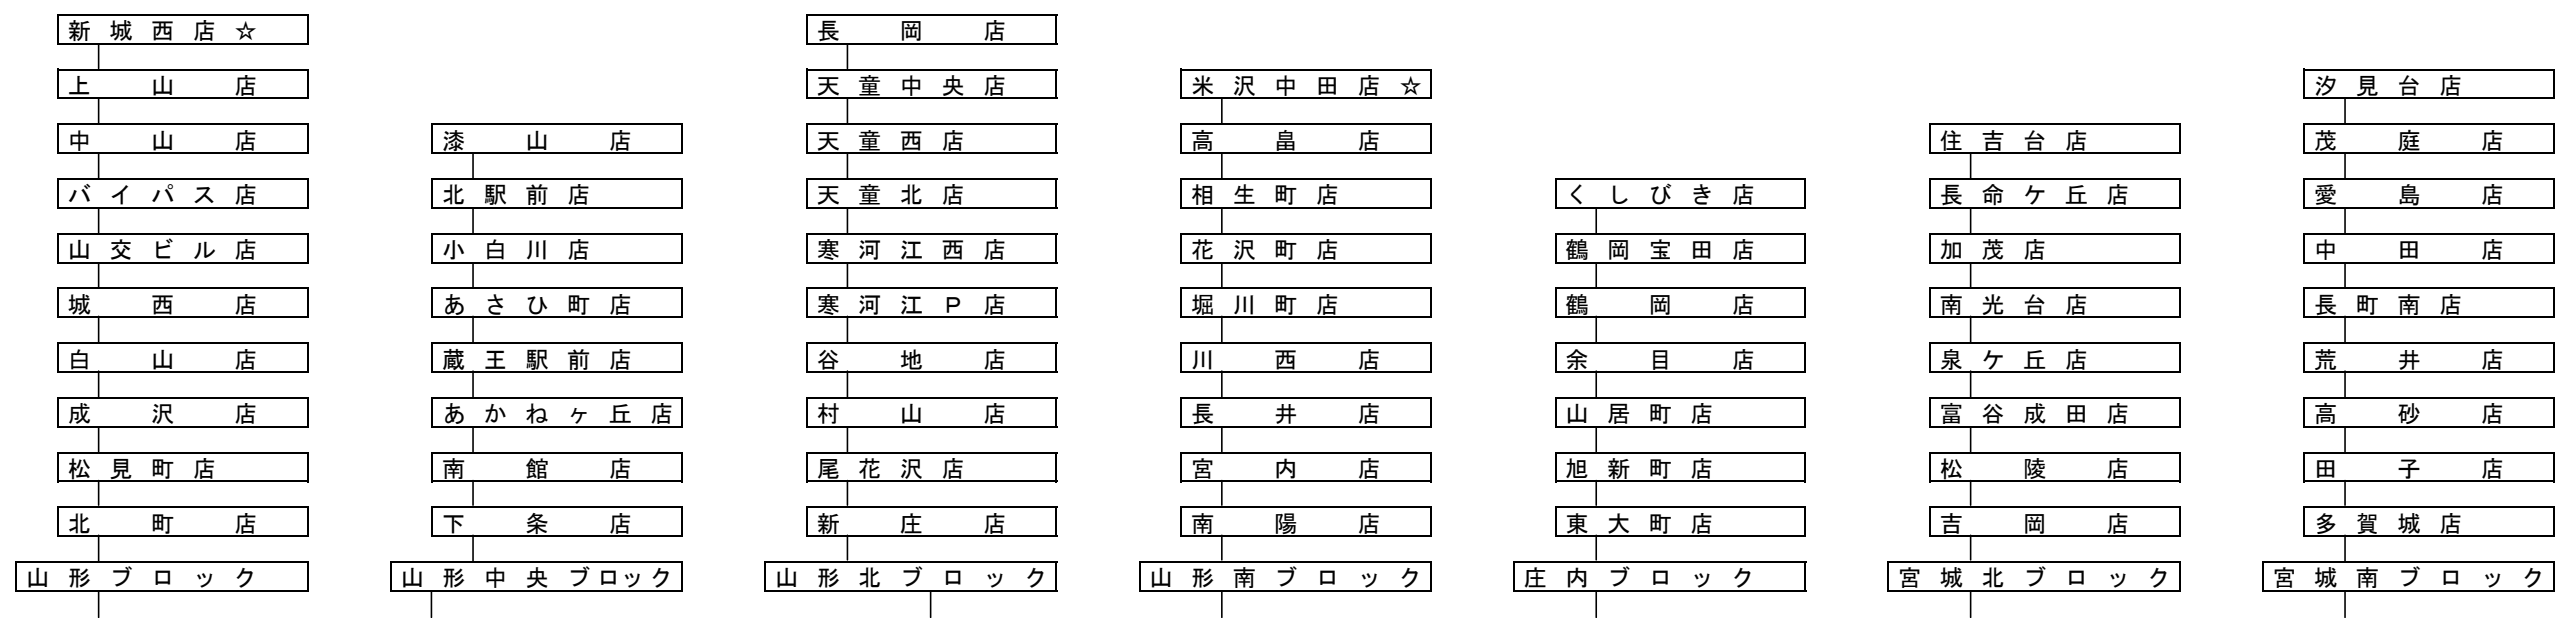 新城西店☆
上山店
中山店
バイパス店
山交ビル店
城西店
白山店
成沢店
松見町店
北町店
山形ブロック
漆山店
北駅前店
小白川店
あさひ町店
蔵王駅前店
あかねヶ丘店
南館店
下条店
山形中央ブロック
長岡店
天童中央店
天童西店
天童北店
寒河江西店
寒河江P店
谷地店
村山店
尾花沢店
新庄店
山形北ブロック
米沢中田店☆
高畠店
相生町店
花沢町店
堀川町店
川西店
長井店
宮内店
南陽店
山形南ブロック
くしびき店
鶴岡宝田店
鶴岡店
余目店
山居町店
旭新町店
東大町店
庄内ブロック
住吉台店
長命ケ丘店
加茂店
南光台店
泉ケ丘店
富谷成田店
松陵店
吉岡店
宮城北ブロック
汐見台店
茂庭店
愛島店
中田店
長町南店
荒井店
高砂店
田子店
多賀城店
宮城南ブロック